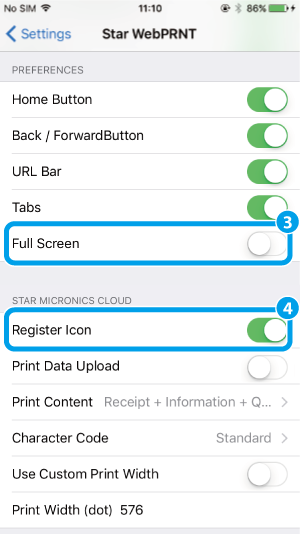 No SIM 11:10 86%
Settings Star WebPRNT
PREFERENCES
Home Button
Back / ForwardButton
URL Bar
Tabs
3
Full Screen
STAR MICRONICS CLOUD
4
Register Icon
Print Data Upload
Print Content Receipt + Information + Q...
Character Code Standard
Use Custom Print Width
Print Width (dot) 576